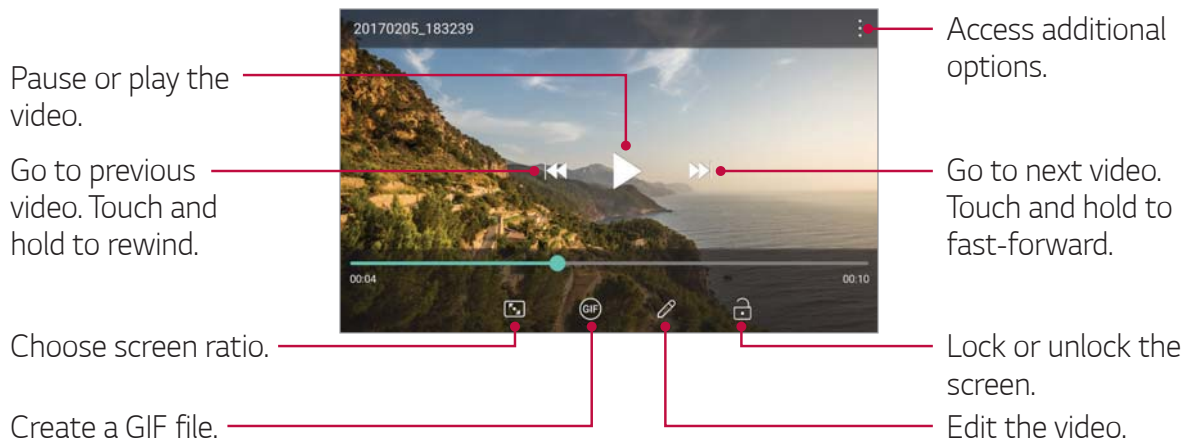 20170205_183239
Access additional
options.
Pause or play the
video.
Go to previous
video. Touch and
hold to rewind.
Go to next video.
Touch and hold to
fast-forward.
00:04
00:10
GIF
Choose screen ratio.
Lock or unlock the
screen.
Create a GIF file.
Edit the video.